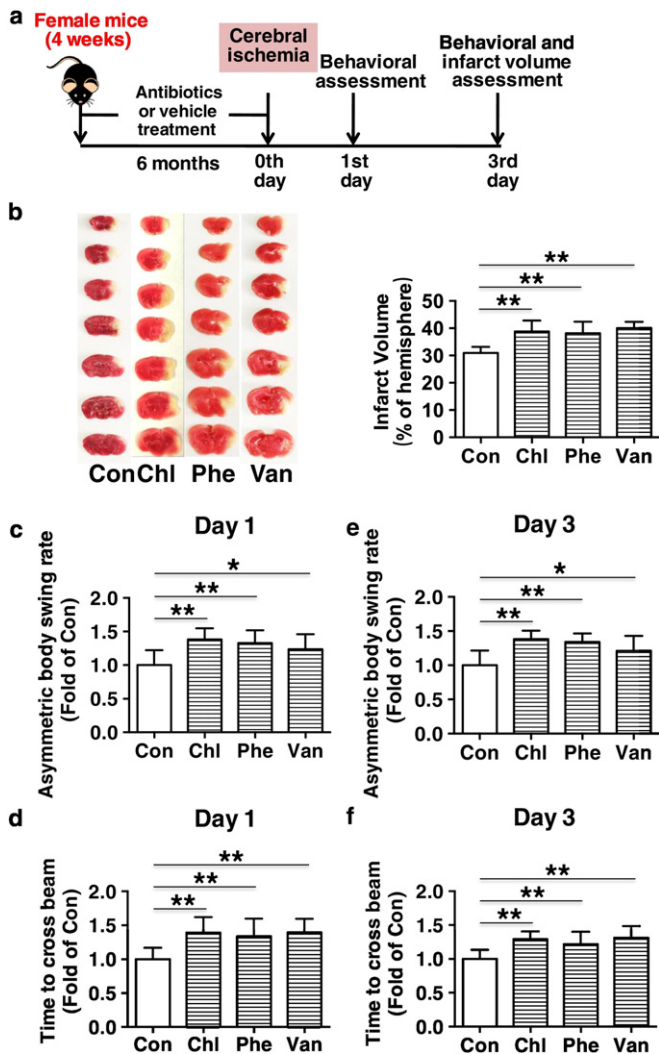 a
Female mice
(4 weeks)
Cerebral
ischemia
Behavioral
assessment
Behavioral and
infarct volume
assessment
Antibiotics
or vehicle
treatment
6 months
0th
day
1st
day
3rd
day
b
Con Chl Phe Van
Infarct Volume
(% of hemisphere)
50
40
30
20
10
0
**
**
**
Con Chl Phe Van
c
Day 1
Asymmetric body swing rate
(Fold of Con)
2.0
1.5
1.0
0.5
0.0
*
**
**
Con Chl Phe Van
e
Day 3
Asymmetric body swing rate
(Fold of Con)
2.0
1.5
1.0
0.5
0.0
*
**
**
Con Chl Phe Van
d
Day 1
Time to cross beam
(Fold of Con)
2.0
1.5
1.0
0.5
0.0
**
**
**
Con Chl Phe Van
f
Day 3
Time to cross beam
(Fold of Con)
2.0
1.5
1.0
0.5
0.0
**
**
**
Con Chl Phe Van